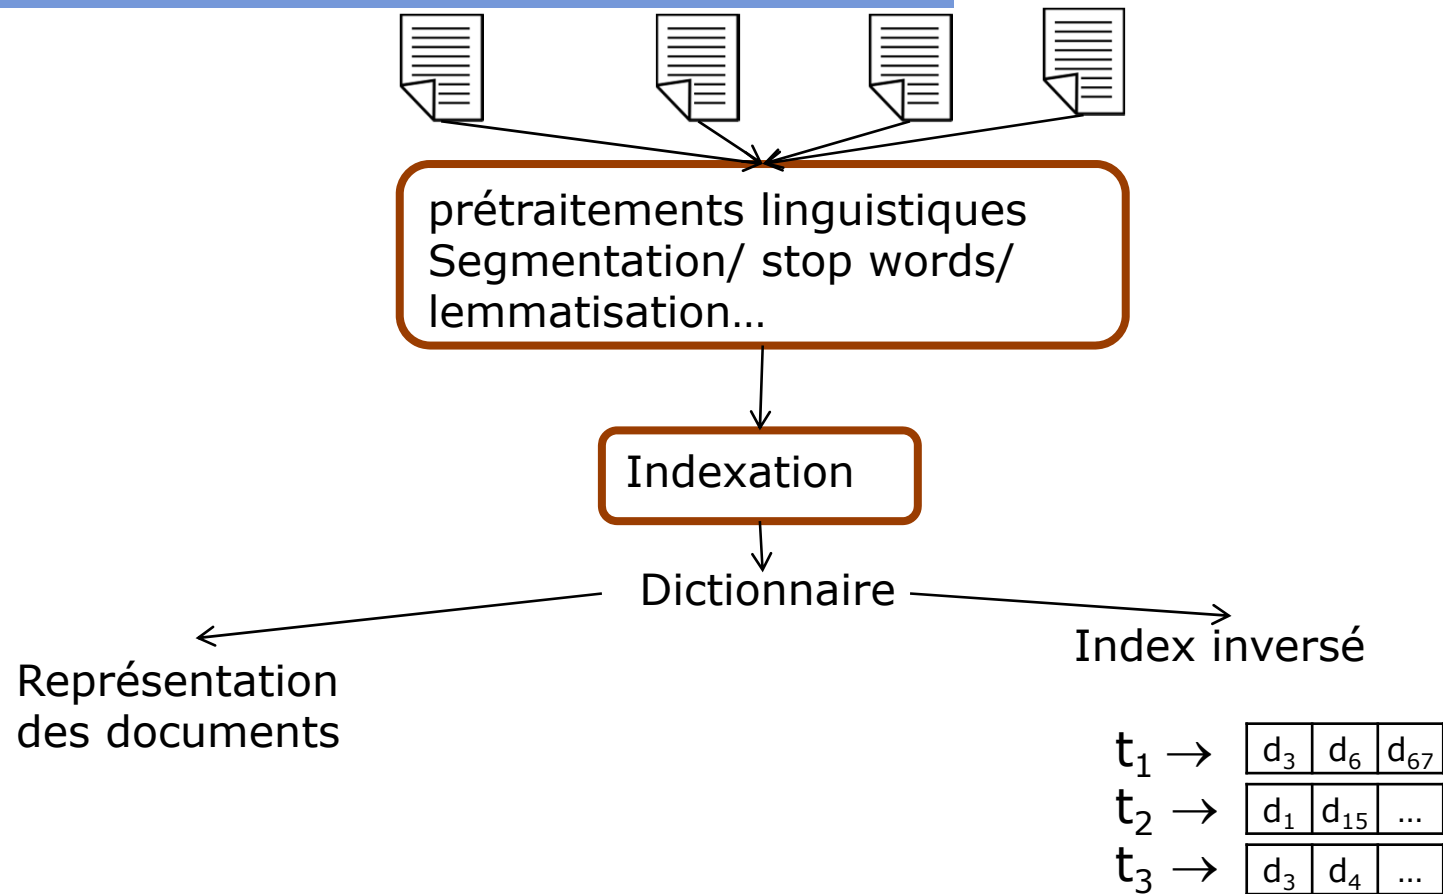 prétraitements linguistiques
Segmentation/ stop words/
lemmatisation…
Indexation
Dictionnaire
Représentation
des documents
Index inversé
t₁ → d₃ d₆ d₆₇
t₂ → d₁ d₁₅ …
t₃ → d₃ d₄ …